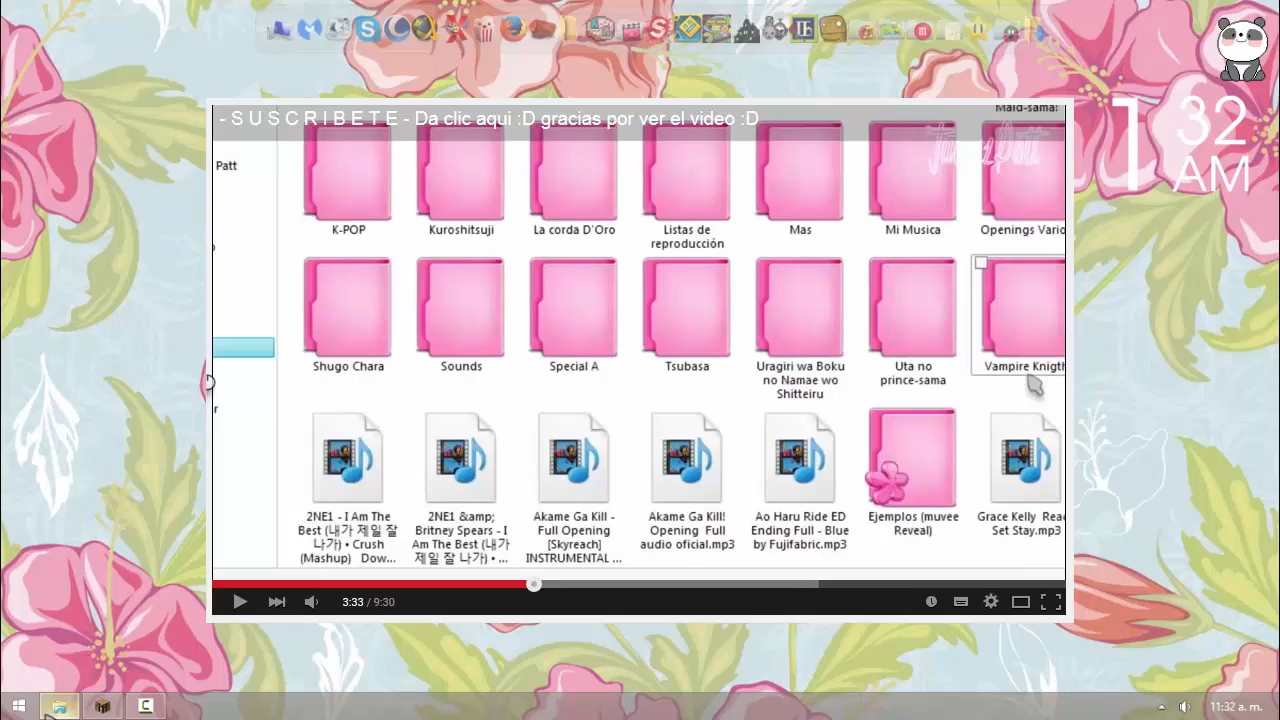 - S U S C R I B E T E - Da clic aqui :D gracias por ver el video :D
Maid-sama!
32
1
AM
Patt
K-POP
Kuroshitsuji
La corda D'Oro
Listas de
reproducción
Mas
Mi Musica
Openings Vario
Shugo Chara
Sounds
Special A
Tsubasa
Uragiri wa Boku
no Namae wo
Shitteiru
Uta no
prince-sama
Vampire Knigth
2NE1 - I Am The
Best (내가 제일 잘
나가) • Crush
(Mashup) Dow...
2NE1 &amp;
Britney Spears - I
Am The Best (내가
제일 잘 나가) • ...
Akame Ga Kill -
Full Opening
[Skyreach]
INSTRUMENTAL ...
Akame Ga Kill!
Opening Full
audio oficial.mp3
Ao Haru Ride ED
Ending Full - Blue
by Fujifabric.mp3
Ejemplos (muvee
Reveal)
Grace Kelly Reac
Set Stay.mp3
3:33 / 9:30
11:32 a. m.